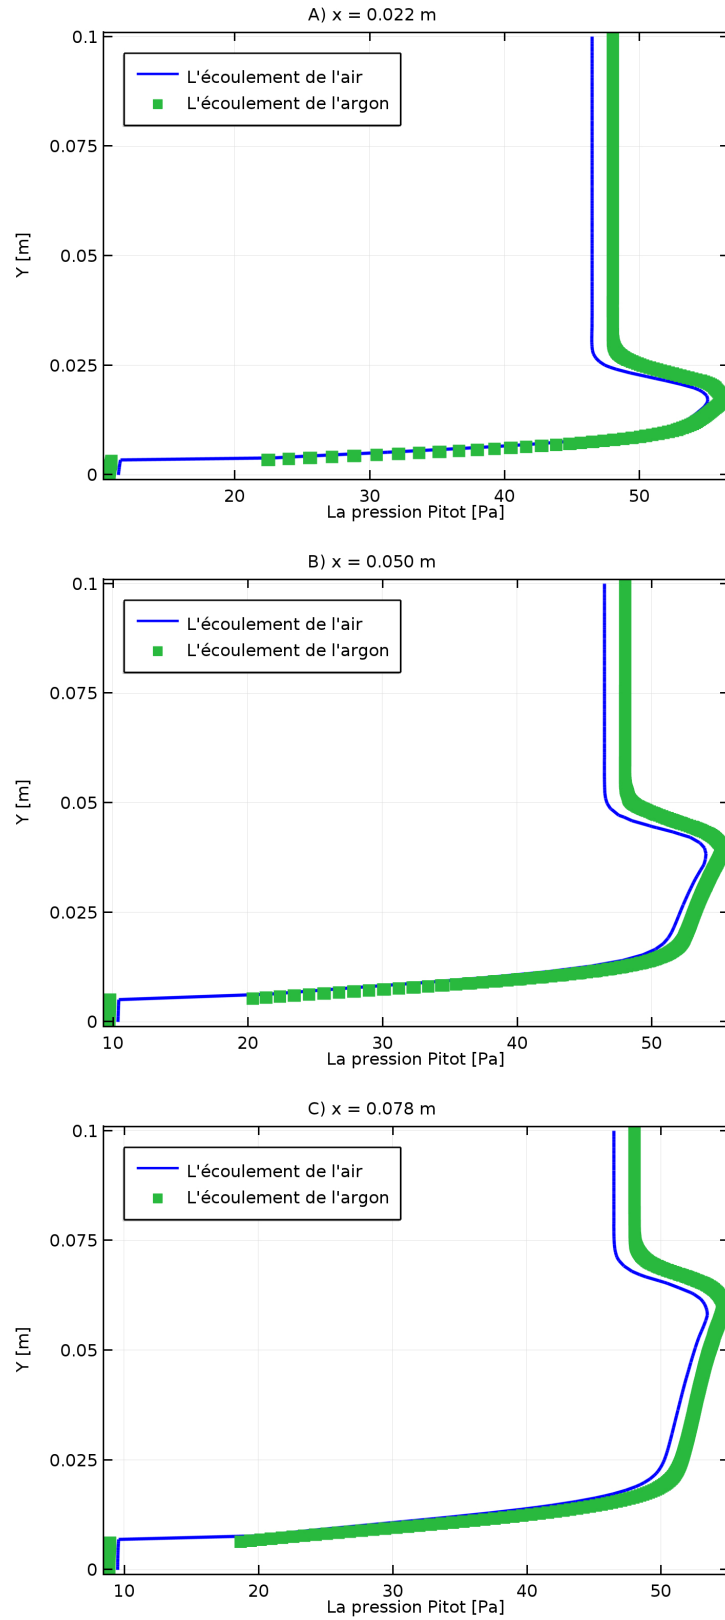 A) x = 0.022 m
0.1
L'écoulement de l'air
L'écoulement de l'argon
0.075
Y [m]
0.05
0.025
0
20 30 40 50
La pression Pitot [Pa]
B) x = 0.050 m
0.1
L'écoulement de l'air
L'écoulement de l'argon
0.075
Y [m]
0.05
0.025
0
10 20 30 40 50
La pression Pitot [Pa]
C) x = 0.078 m
0.1
L'écoulement de l'air
L'écoulement de l'argon
0.075
Y [m]
0.05
0.025
0
10 20 30 40 50
La pression Pitot [Pa]